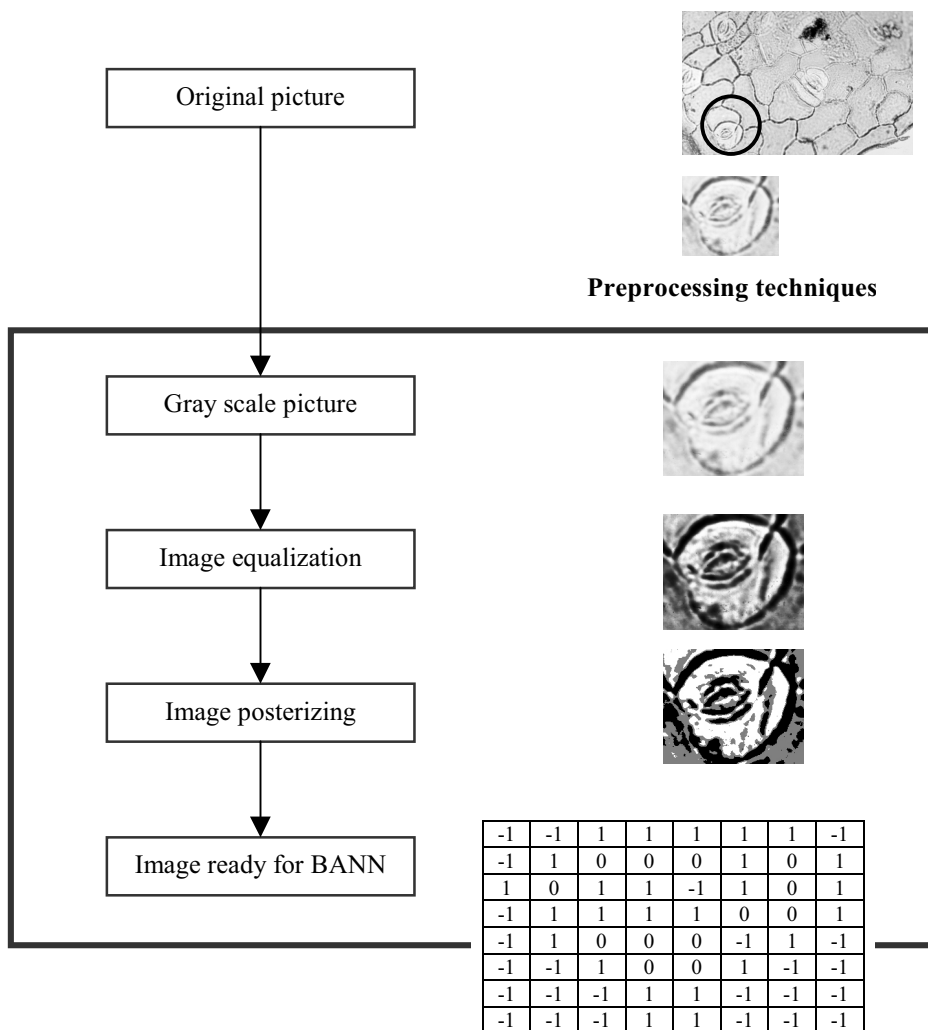 Original picture
Preprocessing techniques
Gray scale picture
Image equalization
Image posterizing
Image ready for BANN
-1 -1 1 1 1 1 1 -1
-1 1 0 0 0 1 0 1
1 0 1 1 -1 1 0 1
-1 1 1 1 1 0 0 1
-1 1 0 0 0 -1 1 -1
-1 -1 1 0 0 1 -1 -1
-1 -1 -1 1 1 -1 -1 -1
-1 -1 -1 1 1 -1 -1 -1